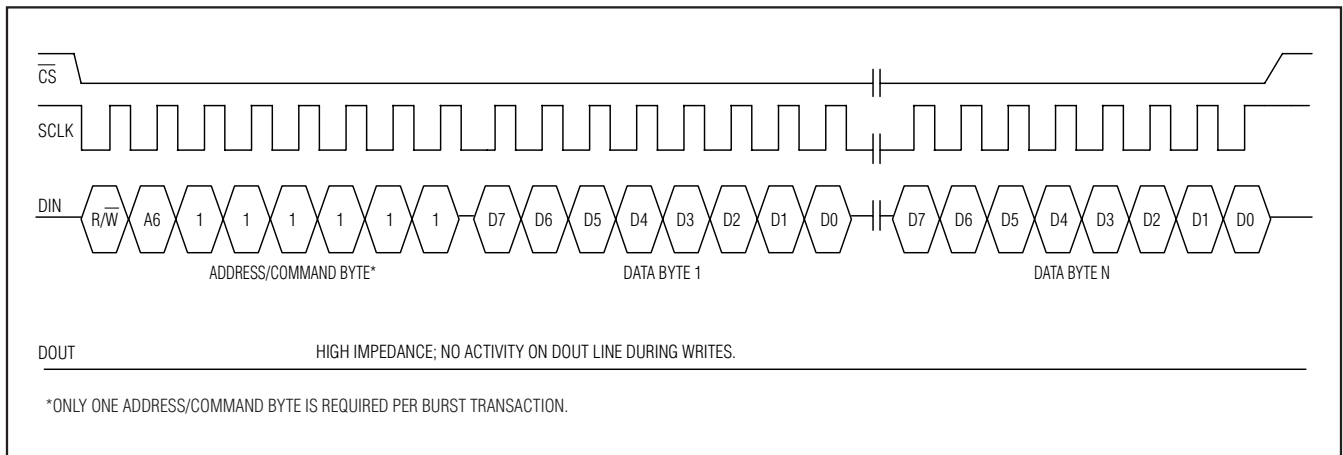 C̅S̅
SCLK
DIN R/W̅ A6 1 1 1 1 1 1 D7 D6 D5 D4 D3 D2 D1 D0 D7 D6 D5 D4 D3 D2 D1 D0
ADDRESS/COMMAND BYTE* DATA BYTE 1 DATA BYTE N
DOUT HIGH IMPEDANCE; NO ACTIVITY ON DOUT LINE DURING WRITES.
*ONLY ONE ADDRESS/COMMAND BYTE IS REQUIRED PER BURST TRANSACTION.